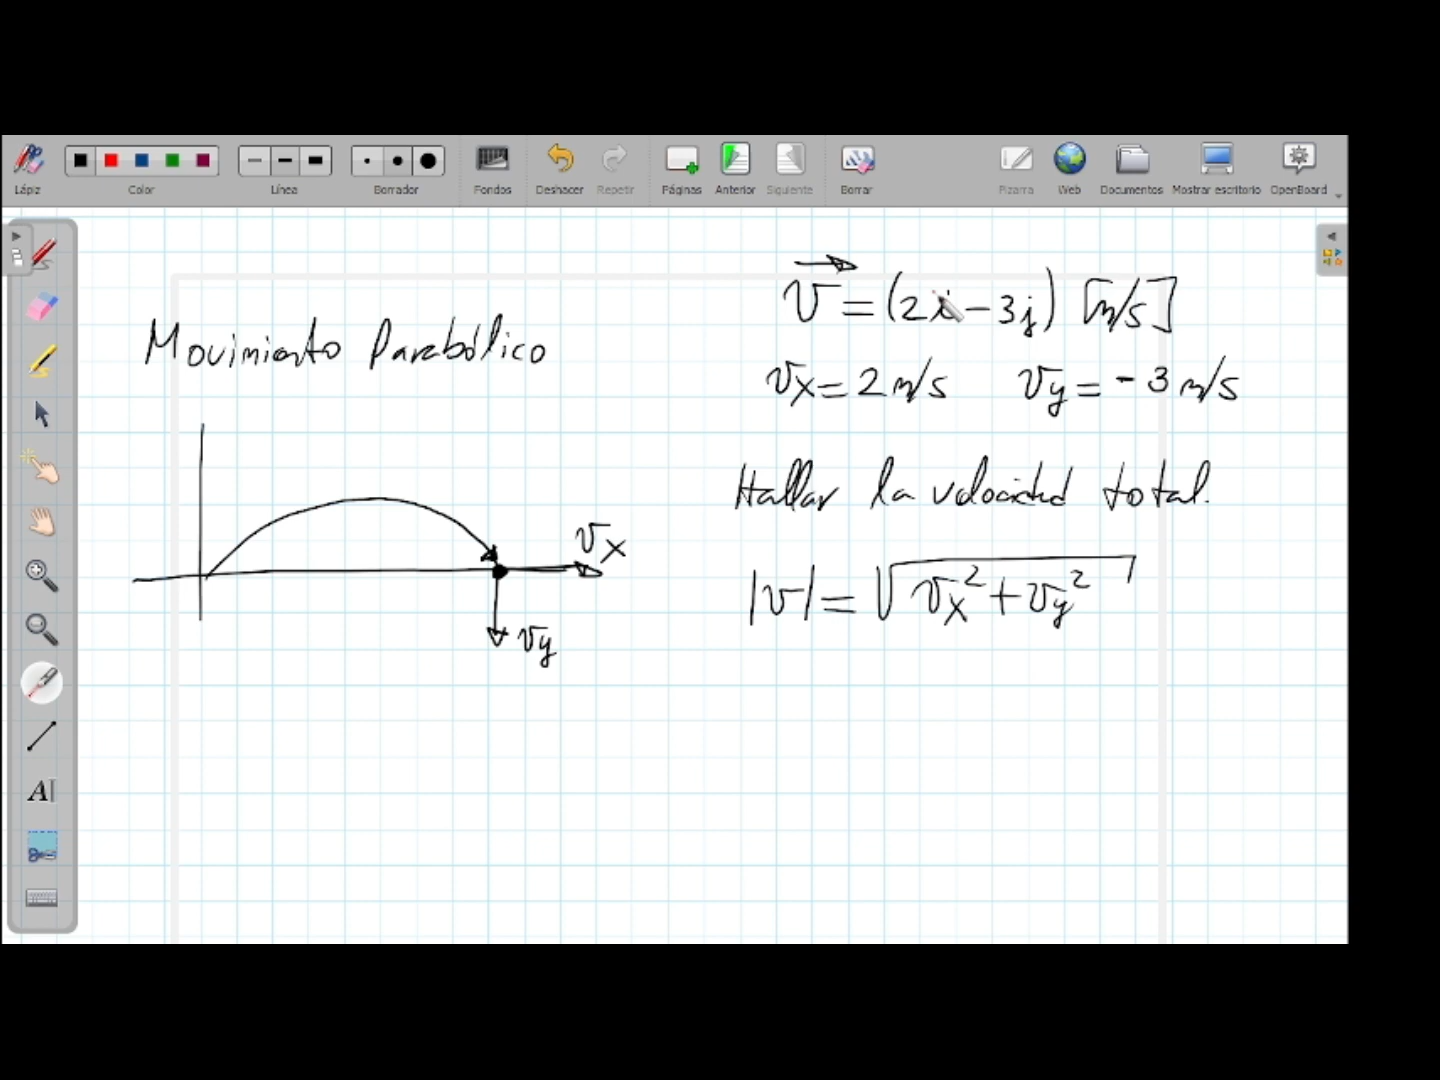 Lápiz Color Línea Borrador Fondos Deshacer Repetir Páginas Anterior Siguiente Borrar Pizarra Web Documentos Mostrar escritorio OpenBoard
Movimiento Parabólico
v = (2i - 3j) [m/s]
vx = 2 m/s vy = - 3 m/s
Hallar la velocidad total.
|v| = √(vx² + vy²)
vx
vy
A